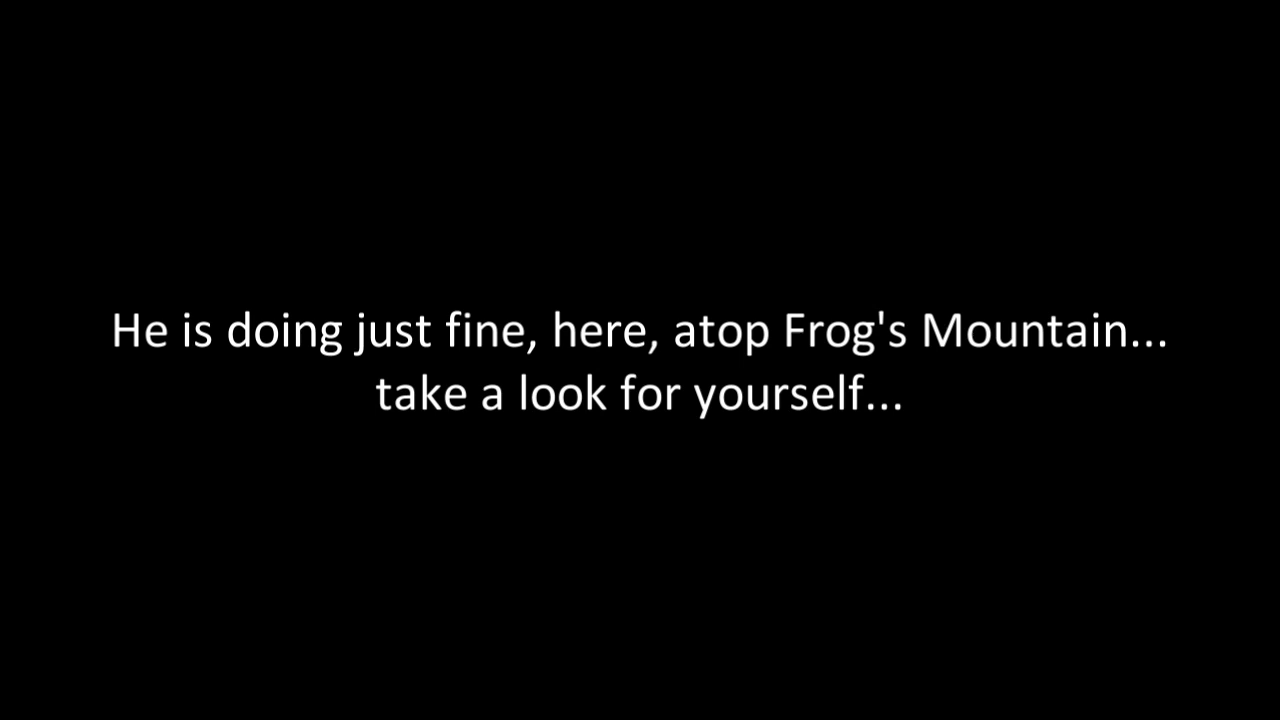 He is doing just fine, here, atop Frog's Mountain...
take a look for yourself...